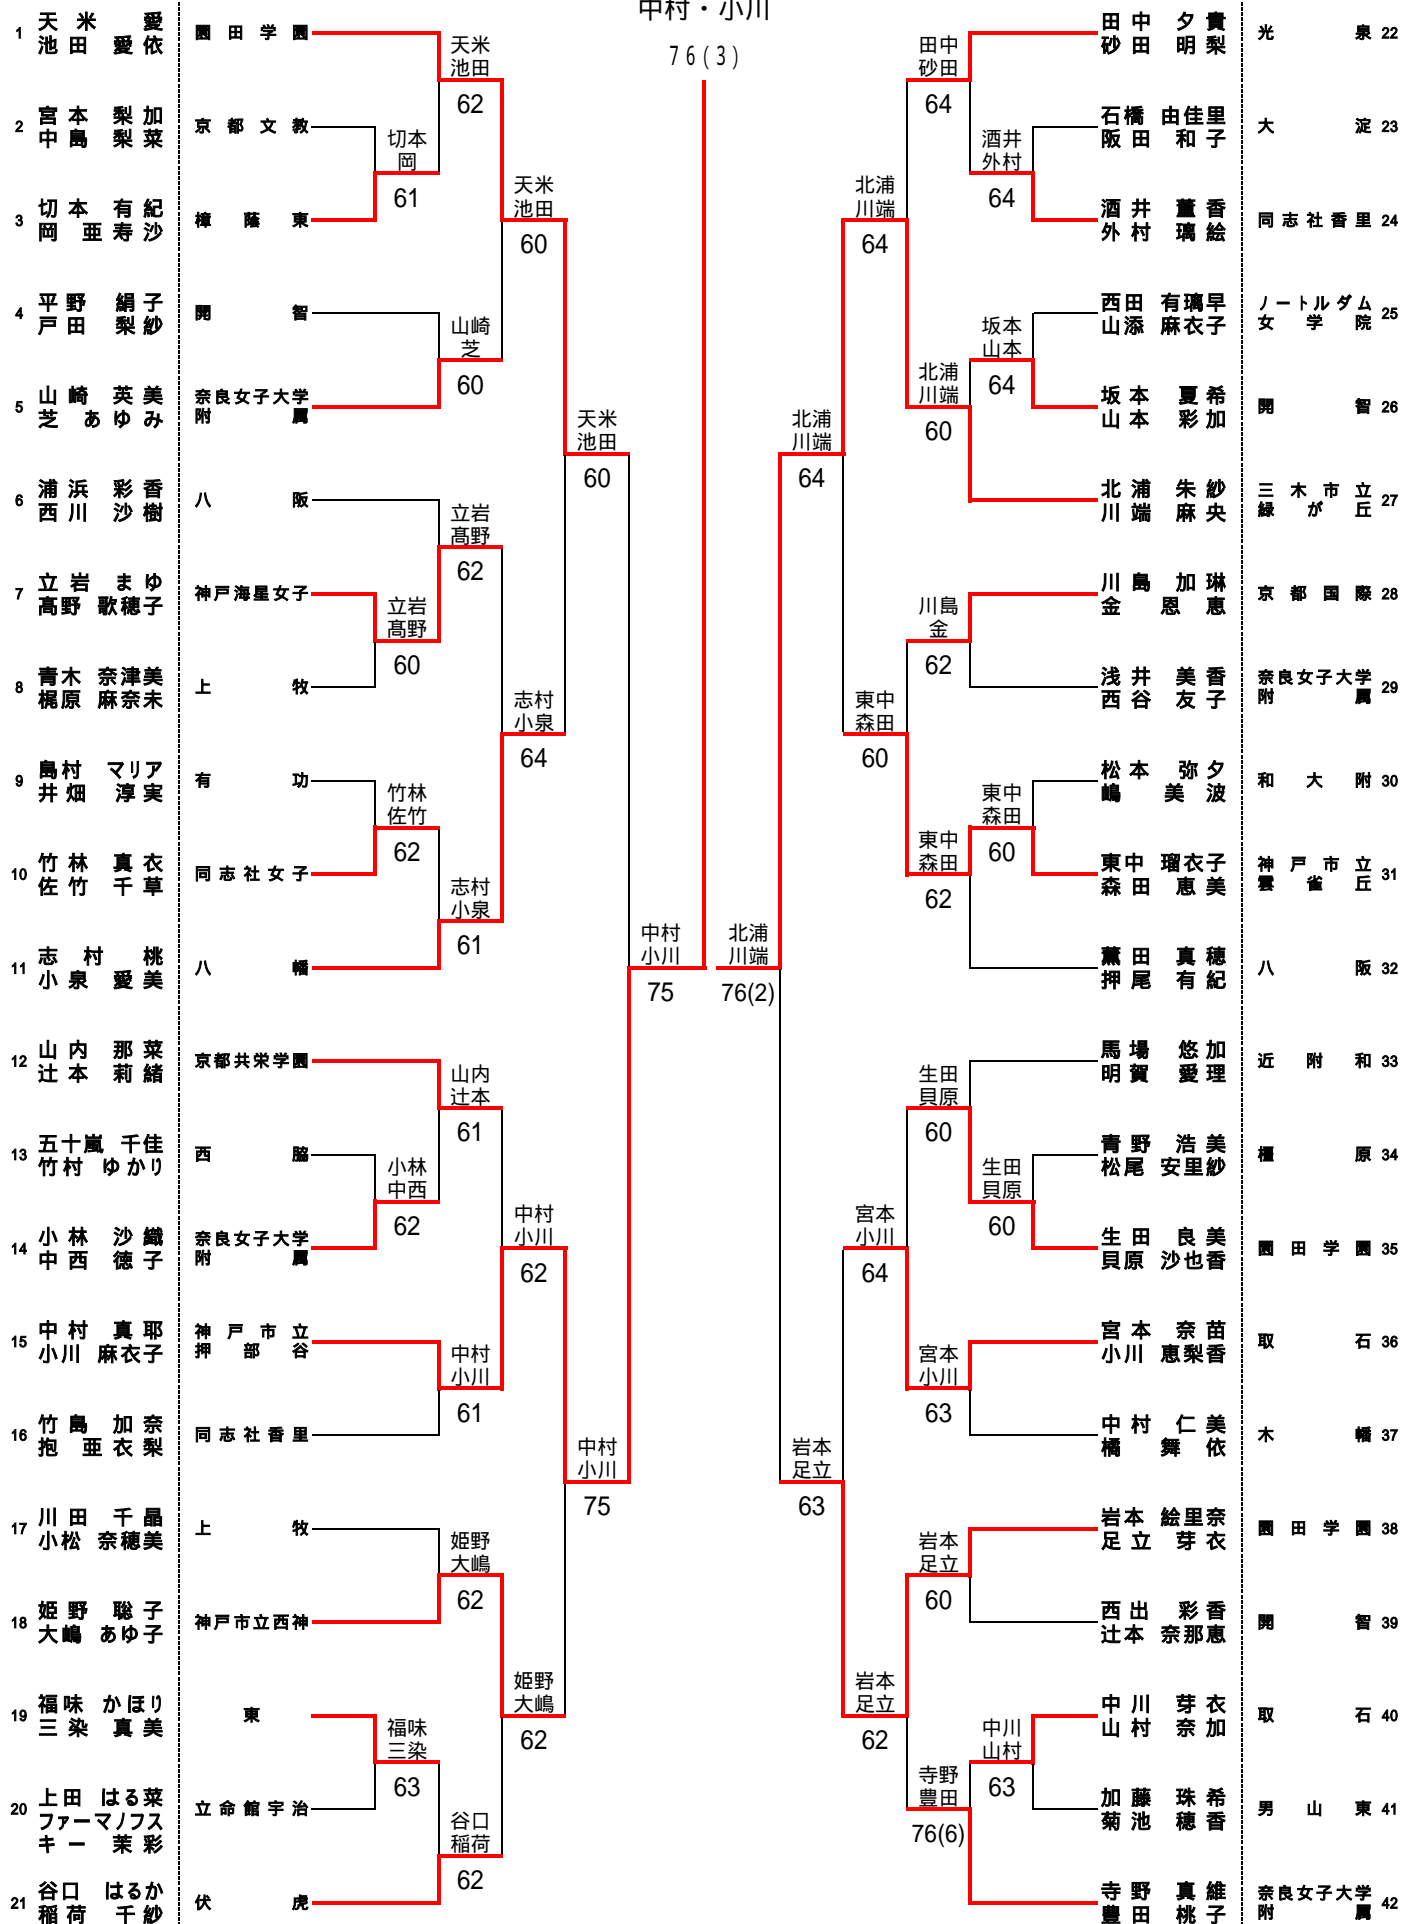 中村・小川
76(3)
1 天米 愛 園田学園
池田 愛依
2 宮本 梨加 京都文教
中島 梨菜
3 切本 有紀 樟蔭東
岡 亜寿沙
4 平野 絹子 開智
戸田 梨紗
5 山崎 英美 奈良女子大学
芝 あゆみ 附属
6 浦浜 彩香 八阪
西川 沙樹
7 立岩 まゆ 神戸海星女子
髙野 歌穂子
8 青木 奈津美 上牧
梶原 麻奈未
9 島村 マリア 有功
井畑 淳実
10 竹林 真衣 同志社女子
佐竹 千草
11 志村 桃 八幡
小泉 愛美
12 山内 那菜 京都共栄学園
辻本 莉緒
13 五十嵐 千佳 西脇
竹村 ゆかり
14 小林 沙織 奈良女子大学
中西 徳子 附属
15 中村 真耶 神戸市立
小川 麻衣子 押部谷
16 竹島 加奈 同志社香里
抱 亜衣梨
17 川田 千晶 上牧
小松 奈穂美
18 姫野 聡子 神戸市立西神
大嶋 あゆ子
19 福味 かほり 東
三染 真美
20 上田 はる菜 立命館宇治
ファーマノフス
キー 茉彩
21 谷口 はるか 伏虎
稲荷 千紗
切本
岡
61
立岩
髙野
60
竹林
佐竹
62
小林
中西
62
福味
三染
63
天米
池田
62
山崎
芝
60
立岩
髙野
62
志村
小泉
61
山内
辻本
61
中村
小川
61
姫野
大嶋
62
谷口
稲荷
62
天米
池田
60
志村
小泉
64
中村
小川
62
姫野
大嶋
62
天米
池田
60
中村
小川
75
中村
小川
75
北浦
川端
76(2)
北浦
川端
64
岩本
足立
63
北浦
川端
64
東中
森田
60
宮本
小川
64
岩本
足立
62
田中
砂田
64
北浦
川端
60
川島
金
62
東中
森田
62
生田
貝原
60
宮本
小川
63
岩本
足立
60
寺野
豊田
76(6)
酒井
外村
64
坂本
山本
64
東中
森田
60
生田
貝原
60
中川
山村
63
田中 夕貴 光泉 22
砂田 明梨
石橋 由佳里 大淀 23
阪田 和子
酒井 董香 同志社香里 24
外村 璃絵
西田 有璃早 ノートルダム 25
山添 麻衣子 女学院
坂本 夏希 開智 26
山本 彩加
北浦 朱紗 三木市立 27
川端 麻央 緑が丘
川島 加琳 京都国際 28
金 恩恵
浅井 美香 奈良女子大学 29
西谷 友子 附属
松本 弥夕 和大附 30
嶋 美波
東中 瑠衣子 神戸市立 31
森田 恵美 雲雀丘
薫田 真穂 八阪 32
押尾 有紀
馬場 悠加 近附和 33
明賀 愛理
青野 浩美 橿原 34
松尾 安里紗
生田 良美 園田学園 35
貝原 沙也香
宮本 奈苗 取石 36
小川 恵梨香
中村 仁美 木幡 37
橘 舞依
岩本 絵里奈 園田学園 38
足立 芽衣
西出 彩香 開智 39
辻本 奈那恵
中川 芽衣 取石 40
山村 奈加
加藤 珠希 男山東 41
菊池 穂香
寺野 真維 奈良女子大学 42
豊田 桃子 附属